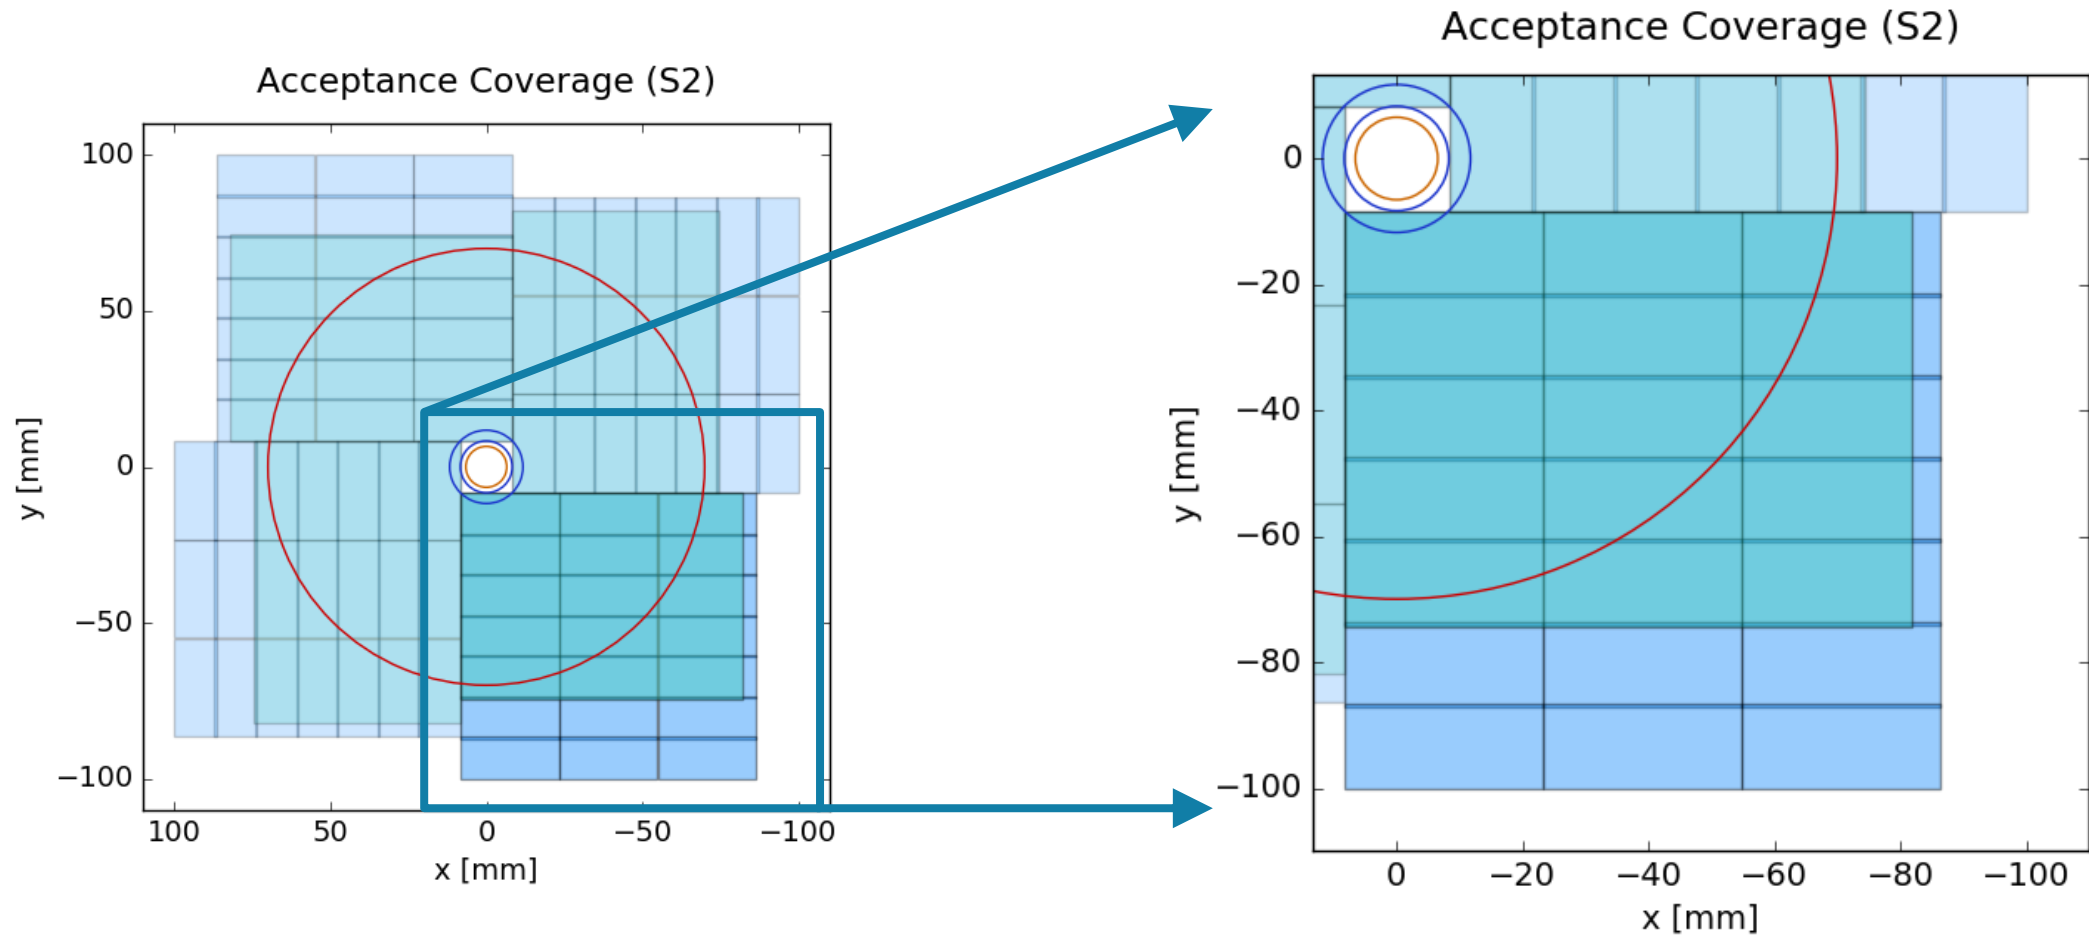 Acceptance Coverage (S2)
100
50
0
−50
−100
y [mm]
100 50 0 −50 −100
x [mm]
Acceptance Coverage (S2)
0
−20
−40
−60
−80
−100
y [mm]
0 −20 −40 −60 −80 −100
x [mm]